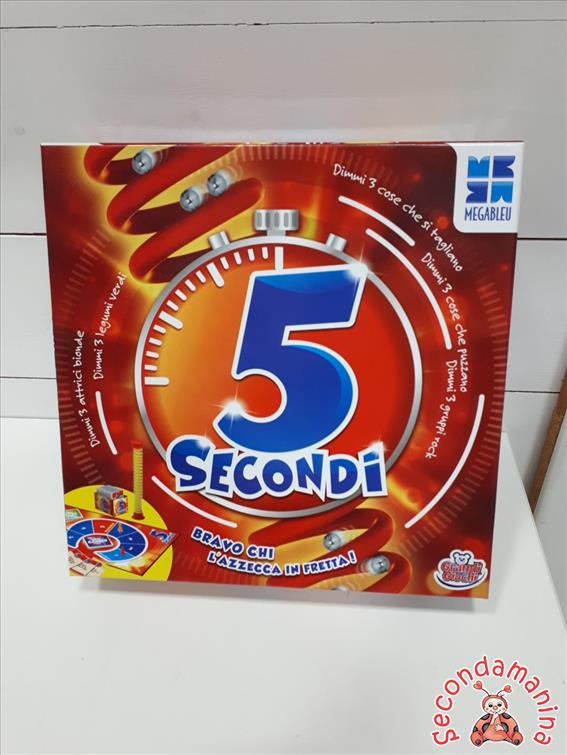 MEGABLEU
Dimmi 3 cose che si tagliano
Dimmi 3 cose che puzzano
Dimmi 3 gruppi rock
Dimmi 3 legumi verdi
Dimmi 3 attrici bionde
5
SECONDI
BRAVO CHI
L'AZZECCA IN FRETTA!
Grandi
Giochi
Secondamanina